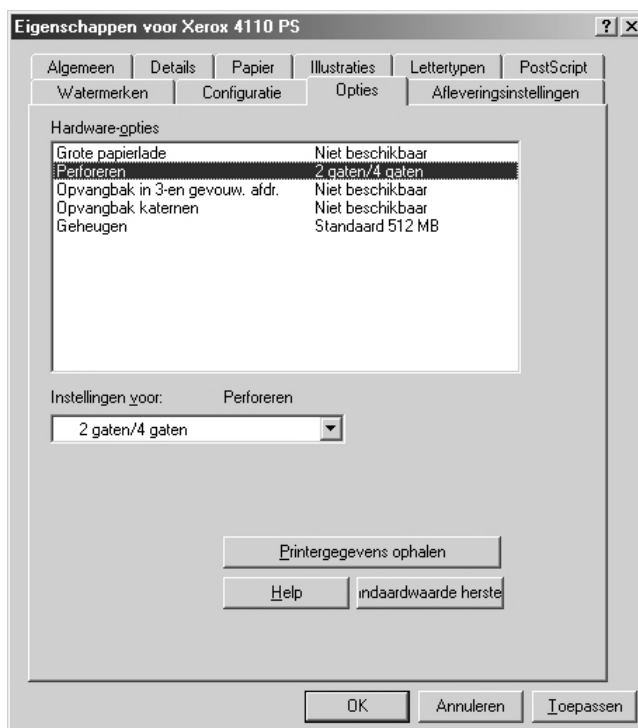 Eigenschappen voor Xerox 4110 PS
Algemeen Details Papier Illustraties Lettertypen PostScript
Watermerken Configuratie Opties Afleveringsinstellingen
Hardware-opties
Grote papierlade Niet beschikbaar
Perforeren 2 gaten/4 gaten
Opvangbak in 3-en gevouw. afdr. Niet beschikbaar
Opvangbak katernen Niet beschikbaar
Geheugen Standaard 512 MB
Instellingen voor: Perforeren
2 gaten/4 gaten
Printergegevens ophalen
Help ndaardwaarde herste
OK Annuleren Toepassen